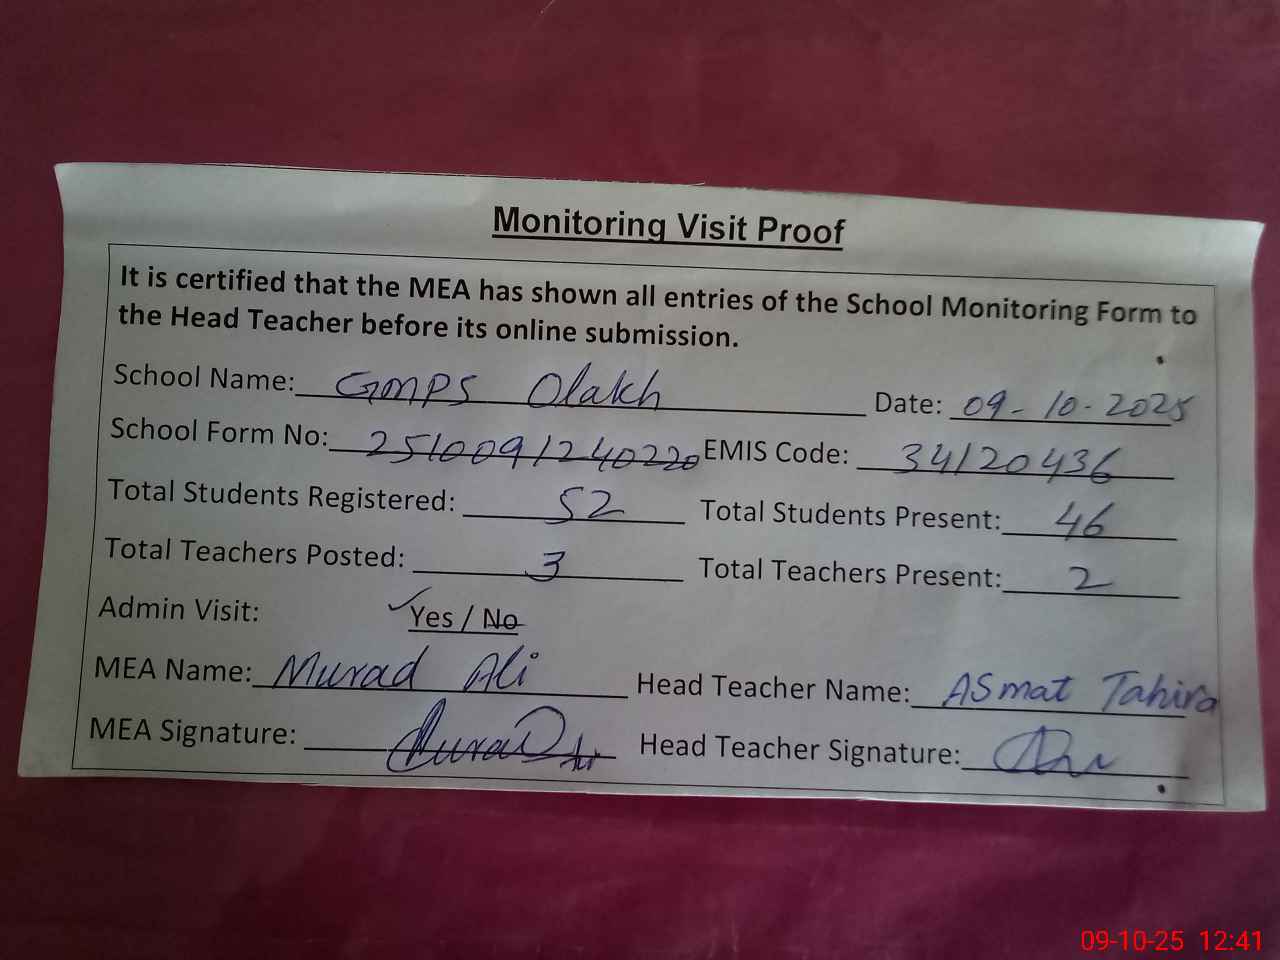 Monitoring Visit Proof
It is certified that the MEA has shown all entries of the School Monitoring Form to
the Head Teacher before its online submission.
School Name: GMPS Olakh Date: 09-10-2025
School Form No: 2510091240220 EMIS Code: 34120436
Total Students Registered: 52 Total Students Present: 46
Total Teachers Posted: 3 Total Teachers Present: 2
Admin Visit: ✓Yes / No
MEA Name: Murad Ali Head Teacher Name: ASmat Tahira
MEA Signature: Head Teacher Signature:
09-10-25 12:41